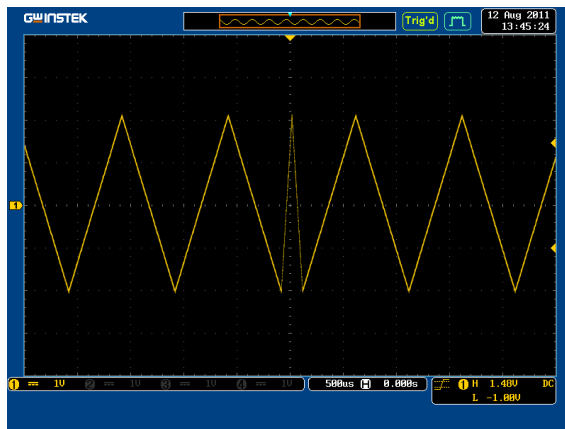 GWINSTEK
Trig'd
12 Aug 2011
13:45:24
1
1 1V 2 1V 3 1V 4 1V
500us H 0.000s
1 H 1.48V DC
L -1.00V